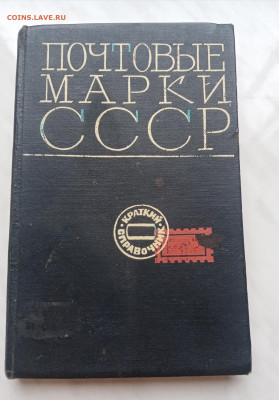 COINS.LAVE.RU
ПОЧТОВЫЕ
МАРКИ
СССР
КРАТКИЙ
СПРАВОЧНИК